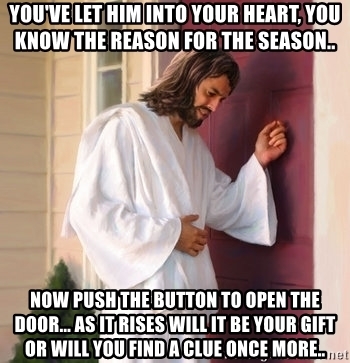 YOU'VE LET HIM INTO YOUR HEART, YOU
KNOW THE REASON FOR THE SEASON..
NOW PUSH THE BUTTON TO OPEN THE
DOOR... AS IT RISES WILL IT BE YOUR GIFT
OR WILL YOU FIND A CLUE ONCE MORE..